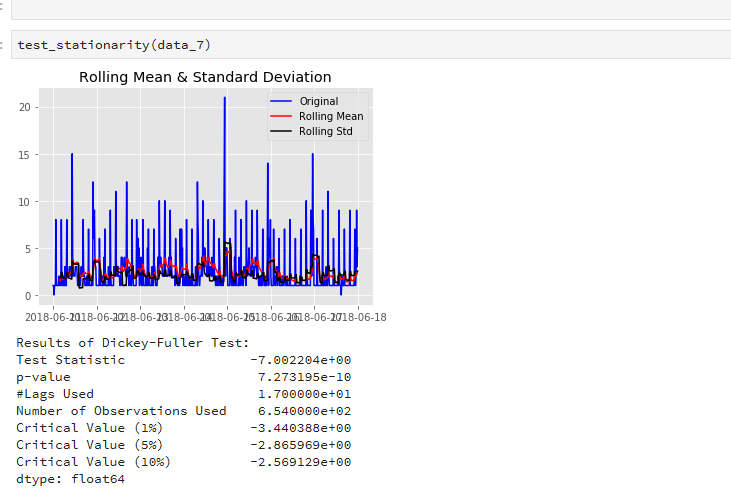 test_stationarity(data_7)
Rolling Mean & Standard Deviation
Original
Rolling Mean
Rolling Std
20
15
10
5
0
2018-06-11 2018-06-12 2018-06-13 2018-06-14 2018-06-15 2018-06-16 2018-06-17 2018-06-18
Results of Dickey-Fuller Test:
Test Statistic -7.002204e+00
p-value 7.273195e-10
#Lags Used 1.700000e+01
Number of Observations Used 6.540000e+02
Critical Value (1%) -3.440388e+00
Critical Value (5%) -2.865969e+00
Critical Value (10%) -2.569129e+00
dtype: float64